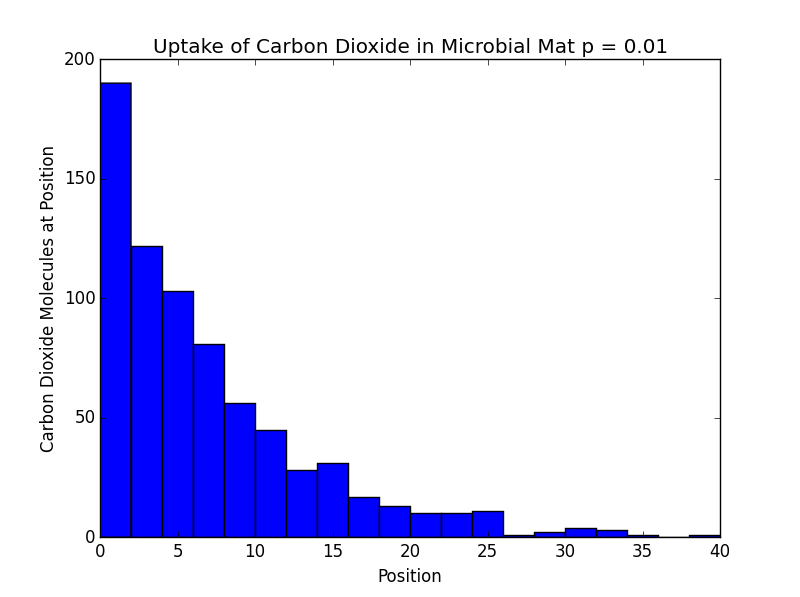 Uptake of Carbon Dioxide in Microbial Mat p = 0.01
200
150
100
50
0
Carbon Dioxide Molecules at Position
0 5 10 15 20 25 30 35 40
Position